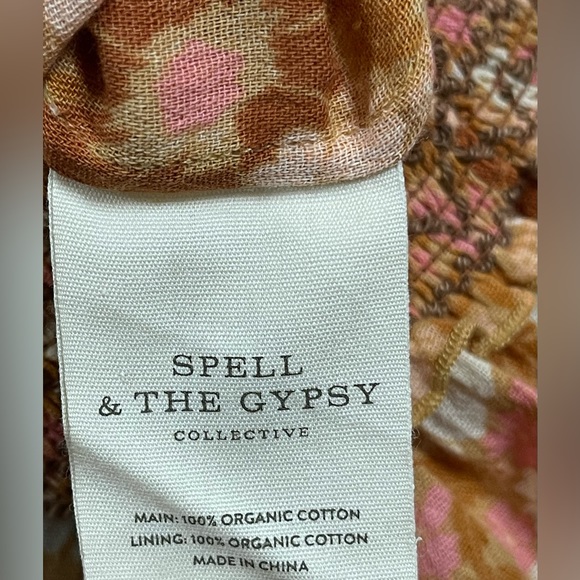 SPELL
& THE GYPSY
COLLECTIVE
MAIN: 100% ORGANIC COTTON
LINING: 100% ORGANIC COTTON
MADE IN CHINA